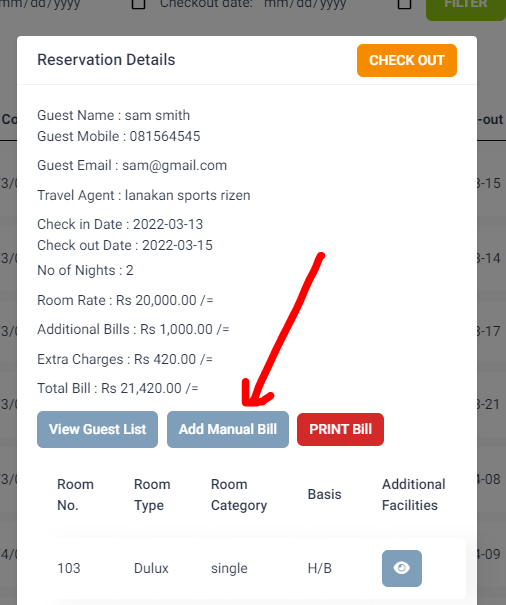 mm/dd/yyyy Checkout date: mm/dd/yyyy FILTER
Reservation Details CHECK OUT
Co -out
Guest Name : sam smith
Guest Mobile : 081564545
Guest Email : sam@gmail.com
3/0 3-15
Travel Agent : lanakan sports rizen
Check in Date : 2022-03-13
Check out Date : 2022-03-15
3/0 3-14
No of Nights : 2
Room Rate : Rs 20,000.00 /=
Additional Bills : Rs 1,000.00 /=
3/0 3-17
Extra Charges : Rs 420.00 /=
Total Bill : Rs 21,420.00 /=
3/0 3-21
View Guest List Add Manual Bill PRINT Bill
3/0 4-08
Room No. Room Type Room Category Basis Additional Facilities
4/0 4-09
103 Dulux single H/B